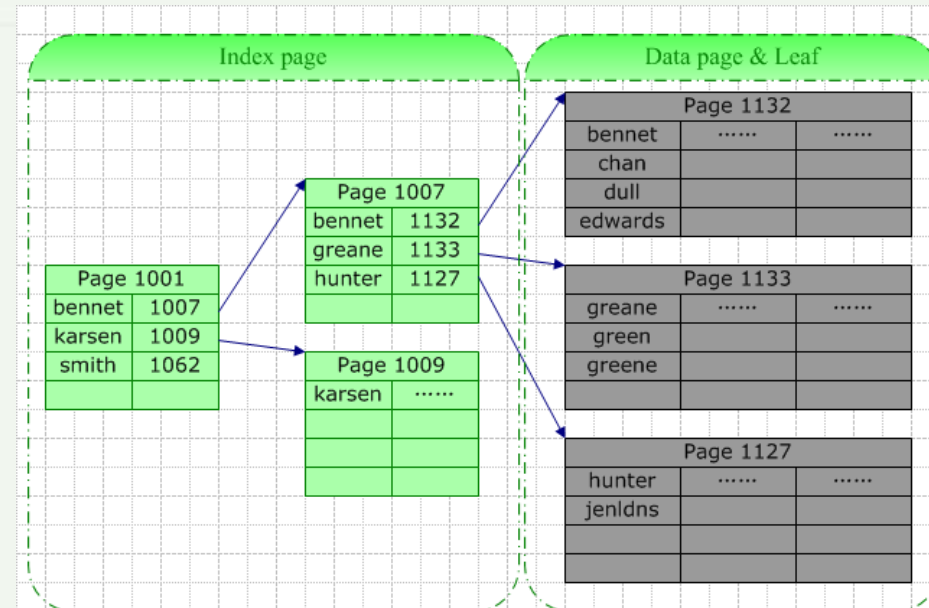 Index page
Data page & Leaf
Page 1001
bennet 1007
karsen 1009
smith 1062
Page 1007
bennet 1132
greane 1133
hunter 1127
Page 1009
karsen ······
Page 1132
bennet ······ ······
chan
dull
edwards
Page 1133
greane ······ ······
green
greene
Page 1127
hunter ······ ······
jenldns